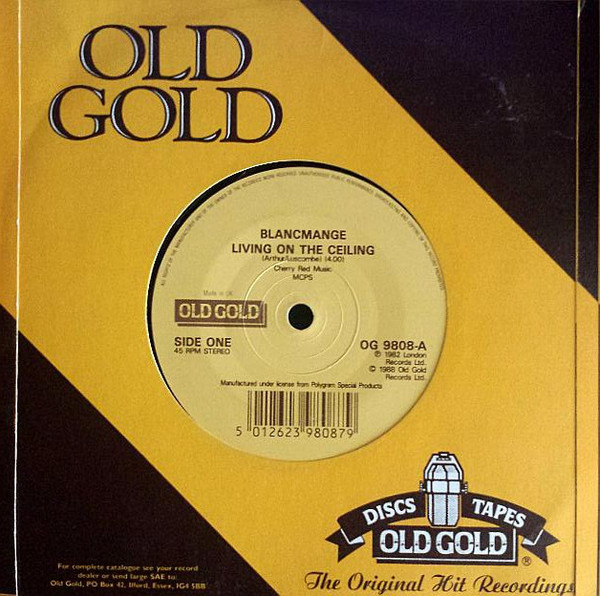 OLD
GOLD
BLANCMANGE
LIVING ON THE CEILING
(Arthur/Luscombe) (4.00)
Cherry Red Music
MCPS
Made in UK
OLD GOLD
SIDE ONE
45 RPM STEREO
OG 9808-A
℗ 1982 London
Records Ltd.
© 1988 Old Gold
Records Ltd.
Manufactured under license from Polygram Special Products
5 012623 980879
DISCS TAPES
OLD GOLD ®
The Original Hit Recordings
For complete catalogue see your record
dealer or send large SAE to:
Old Gold, PO Box 42, Ilford, Essex, IG4 5BB